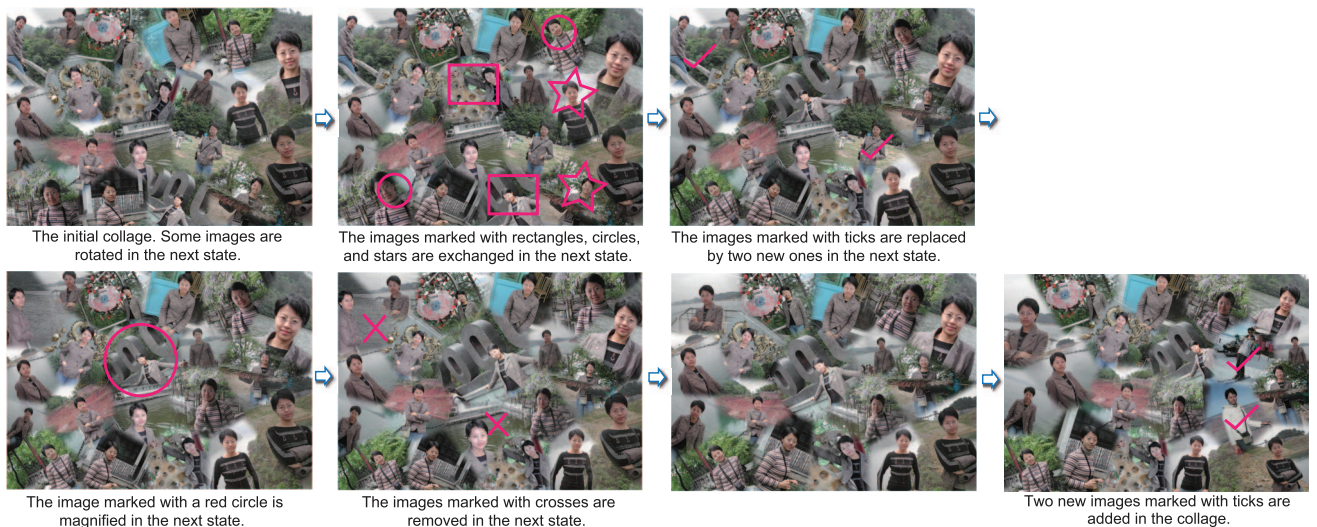 The initial collage. Some images are
rotated in the next state.
The images marked with rectangles, circles,
and stars are exchanged in the next state.
The images marked with ticks are replaced
by two new ones in the next state.
The image marked with a red circle is
magnified in the next state.
The images marked with crosses are
removed in the next state.
Two new images marked with ticks are
added in the collage.